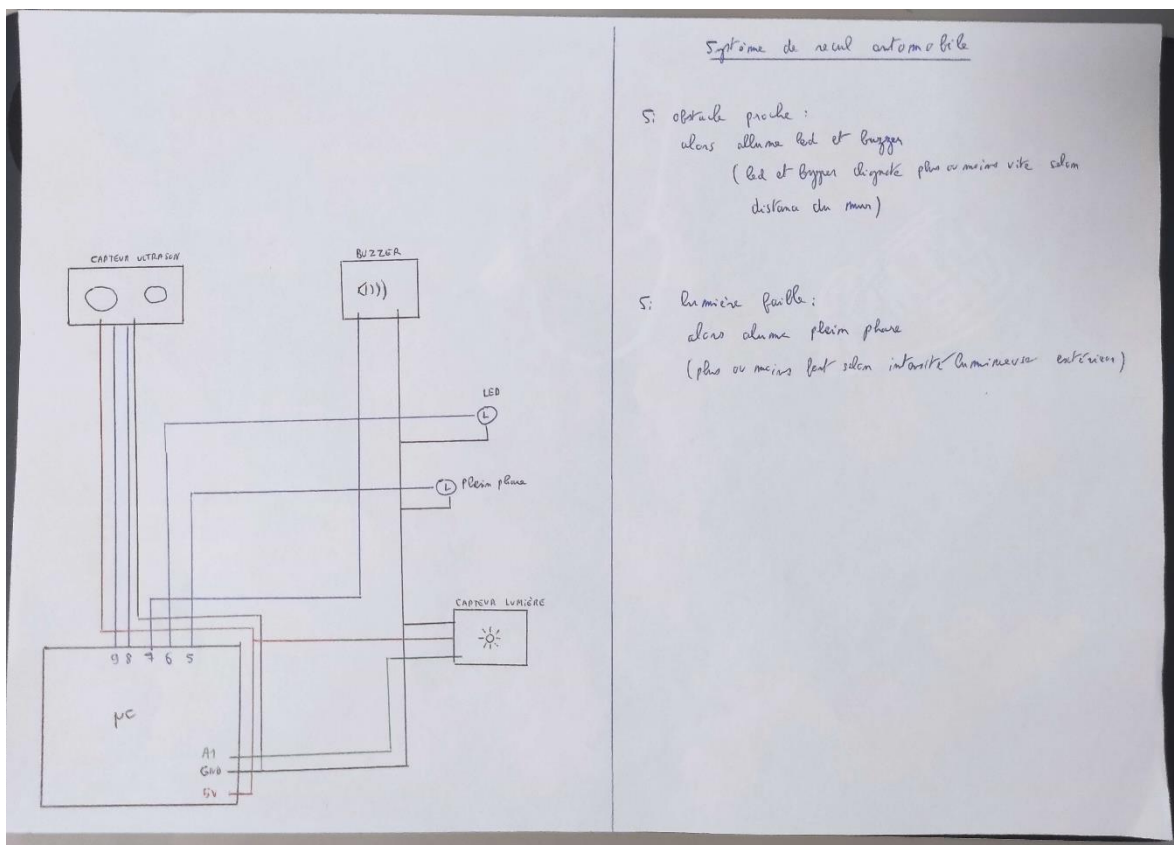 Système de recul automobile
Si obstacle proche :
alors allume led et buzzer
( led et buzzer clignote plus ou moins vite selon
distance du mur)
Si lumière faible :
alors alume plein phare
(plus ou moins fort selon intensité lumineuse extérieur)
CAPTEUR ULTRASON
BUZZER
LED
L
L plein phare
CAPTEUR LUMIÈRE
9 8 7 6 5
µC
A1
GND
5V